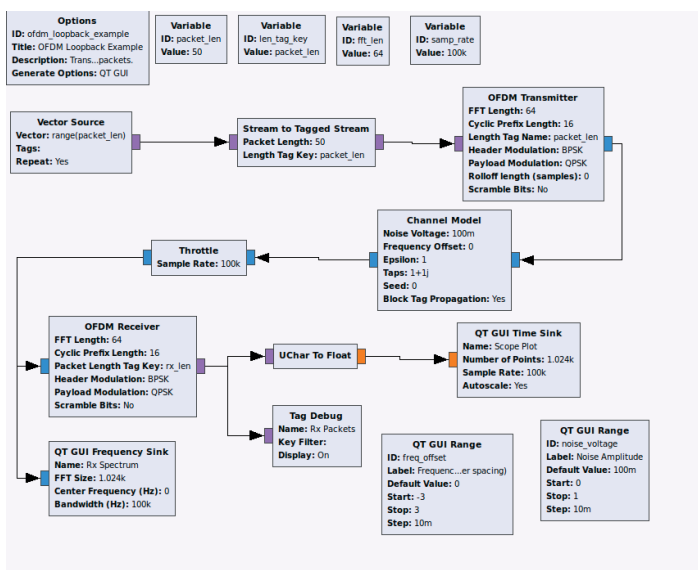 Options
ID: ofdm_loopback_example
Title: OFDM Loopback Example
Description: Trans...packets.
Generate Options: QT GUI
Variable
ID: packet_len
Value: 50
Variable
ID: len_tag_key
Value: packet_len
Variable
ID: fft_len
Value: 64
Variable
ID: samp_rate
Value: 100k
Vector Source
Vector: range(packet_len)
Tags:
Repeat: Yes
Stream to Tagged Stream
Packet Length: 50
Length Tag Key: packet_len
OFDM Transmitter
FFT Length: 64
Cyclic Prefix Length: 16
Length Tag Name: packet_len
Header Modulation: BPSK
Payload Modulation: QPSK
Rolloff length (samples): 0
Scramble Bits: No
Throttle
Sample Rate: 100k
Channel Model
Noise Voltage: 100m
Frequency Offset: 0
Epsilon: 1
Taps: 1+1j
Seed: 0
Block Tag Propagation: Yes
OFDM Receiver
FFT Length: 64
Cyclic Prefix Length: 16
Packet Length Tag Key: rx_len
Header Modulation: BPSK
Payload Modulation: QPSK
Scramble Bits: No
UChar To Float
QT GUI Time Sink
Name: Scope Plot
Number of Points: 1.024k
Sample Rate: 100k
Autoscale: Yes
Tag Debug
Name: Rx Packets
Key Filter:
Display: On
QT GUI Frequency Sink
Name: Rx Spectrum
FFT Size: 1.024k
Center Frequency (Hz): 0
Bandwidth (Hz): 100k
QT GUI Range
ID: freq_offset
Label: Frequenc...er spacing)
Default Value: 0
Start: -3
Stop: 3
Step: 10m
QT GUI Range
ID: noise_voltage
Label: Noise Amplitude
Default Value: 100m
Start: 0
Stop: 1
Step: 10m